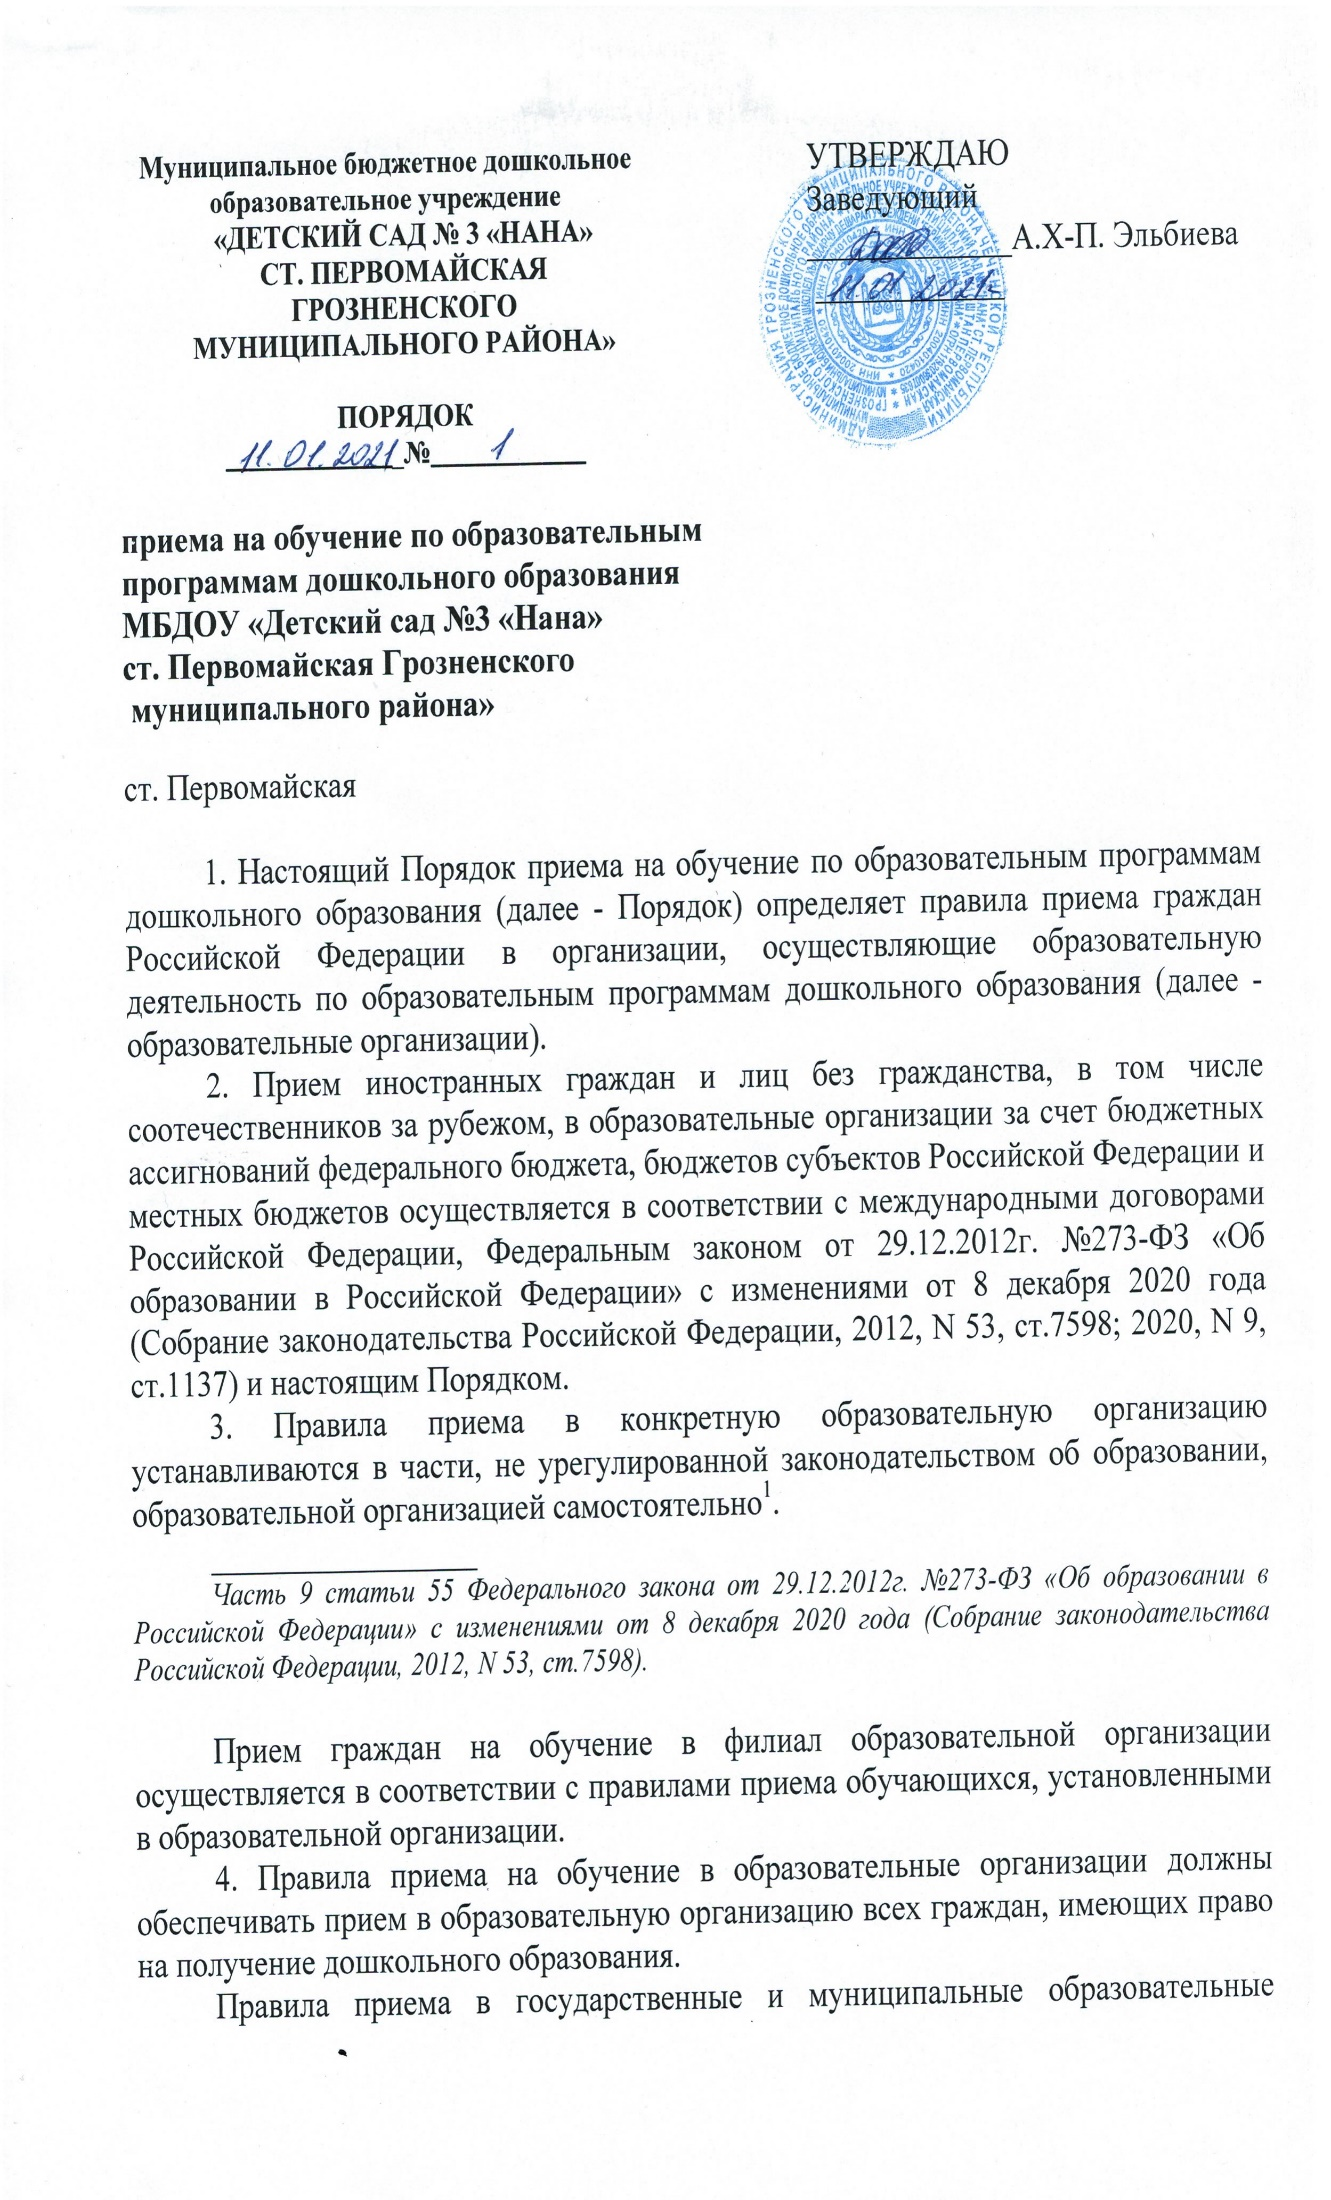 Муниципальное бюджетное дошкольное
образовательное учреждение
«ДЕТСКИЙ САД № 3 «НАНА»
СТ. ПЕРВОМАЙСКАЯ
ГРОЗНЕНСКОГО
МУНИЦИПАЛЬНОГО РАЙОНА»
УТВЕРЖДАЮ
Заведующий
А.Х-П. Эльбиева
11.01 2021г
ПОРЯДОК
11.01.2021 № 1
приема на обучение по образовательным
программам дошкольного образования
МБДОУ «Детский сад №3 «Нана»
ст. Первомайская Грозненского
муниципального района»
ст. Первомайская
1. Настоящий Порядок приема на обучение по образовательным программам
дошкольного образования (далее - Порядок) определяет правила приема граждан
Российской Федерации в организации, осуществляющие образовательную
деятельность по образовательным программам дошкольного образования (далее -
образовательные организации).
2. Прием иностранных граждан и лиц без гражданства, в том числе
соотечественников за рубежом, в образовательные организации за счет бюджетных
ассигнований федерального бюджета, бюджетов субъектов Российской Федерации и
местных бюджетов осуществляется в соответствии с международными договорами
Российской Федерации, Федеральным законом от 29.12.2012г. №273-ФЗ «Об
образовании в Российской Федерации» с изменениями от 8 декабря 2020 года
(Собрание законодательства Российской Федерации, 2012, N 53, ст.7598; 2020, N 9,
ст.1137) и настоящим Порядком.
3. Правила приема в конкретную образовательную организацию
устанавливаются в части, не урегулированной законодательством об образовании,
образовательной организацией самостоятельно1.
Часть 9 статьи 55 Федерального закона от 29.12.2012г. №273-ФЗ «Об образовании в
Российской Федерации» с изменениями от 8 декабря 2020 года (Собрание законодательства
Российской Федерации, 2012, N 53, ст.7598).
Прием граждан на обучение в филиал образовательной организации
осуществляется в соответствии с правилами приема обучающихся, установленными
в образовательной организации.
4. Правила приема на обучение в образовательные организации должны
обеспечивать прием в образовательную организацию всех граждан, имеющих право
на получение дошкольного образования.
Правила приема в государственные и муниципальные образовательные